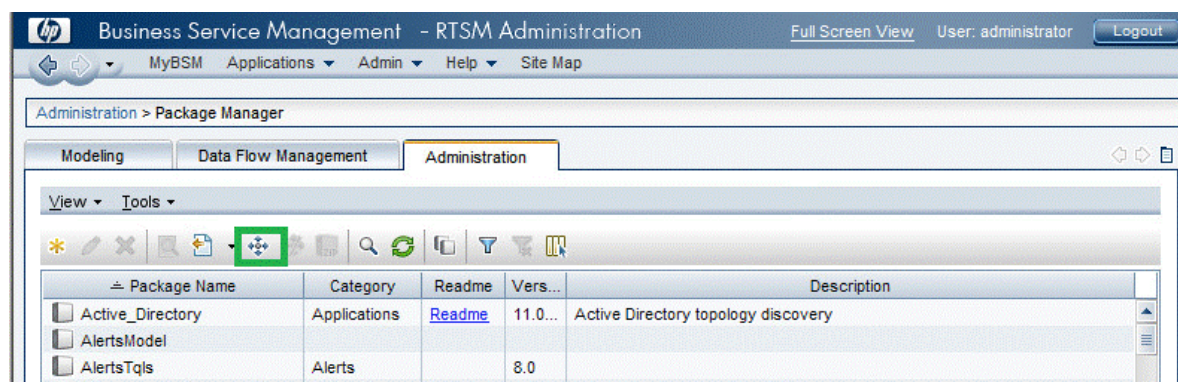 hp Business Service Management - RTSM Administration Full Screen View User: administrator Logout
MyBSM Applications Admin Help Site Map
Administration > Package Manager
Modeling Data Flow Management Administration
View Tools
Package Name Category Readme Vers... Description
Active_Directory Applications Readme 11.0... Active Directory topology discovery
AlertsModel
AlertsTqls Alerts 8.0